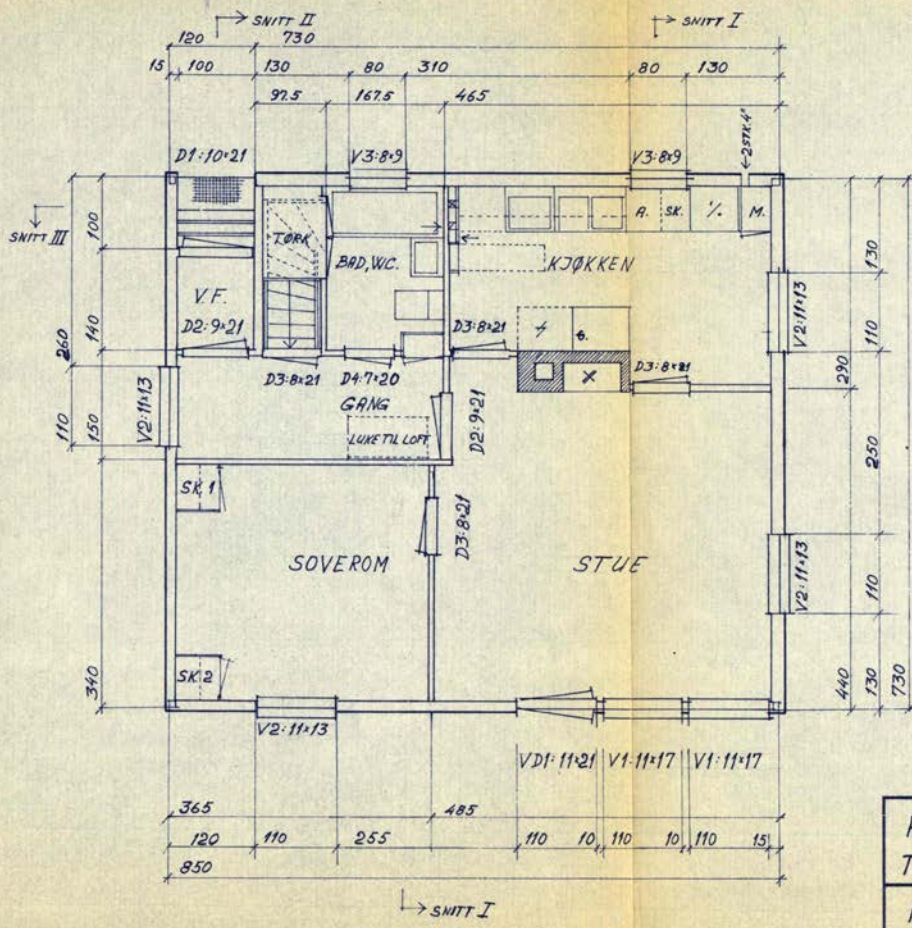 SNITT II
SNITT I
120 730
15 100 130 80 310 80 130
97.5 167.5 465
D1:10×21 V3:8×9 V3:8×9 2 STK. 4"
SNITT III
TØRK BAD, W.C. KJØKKEN A. SK. M.
V.F.
D2:9×21 D3:8×21
D3:8×21 D4:7×20 D3:8×21
GANG
LUKE TIL LOFT
D2:9×21
V2:11×13
V2:11×13
V2:11×13
100
140
260
110
150
340
130
110
290
250
110
440
130
730
SK.1
D3:8×21
SOVEROM STUE
SK.2
V2:11×13
VD1:11×21 V1:11×17 V1:11×17
365 485
120 110 255 110 10 110 10 110 15
850
SNITT I